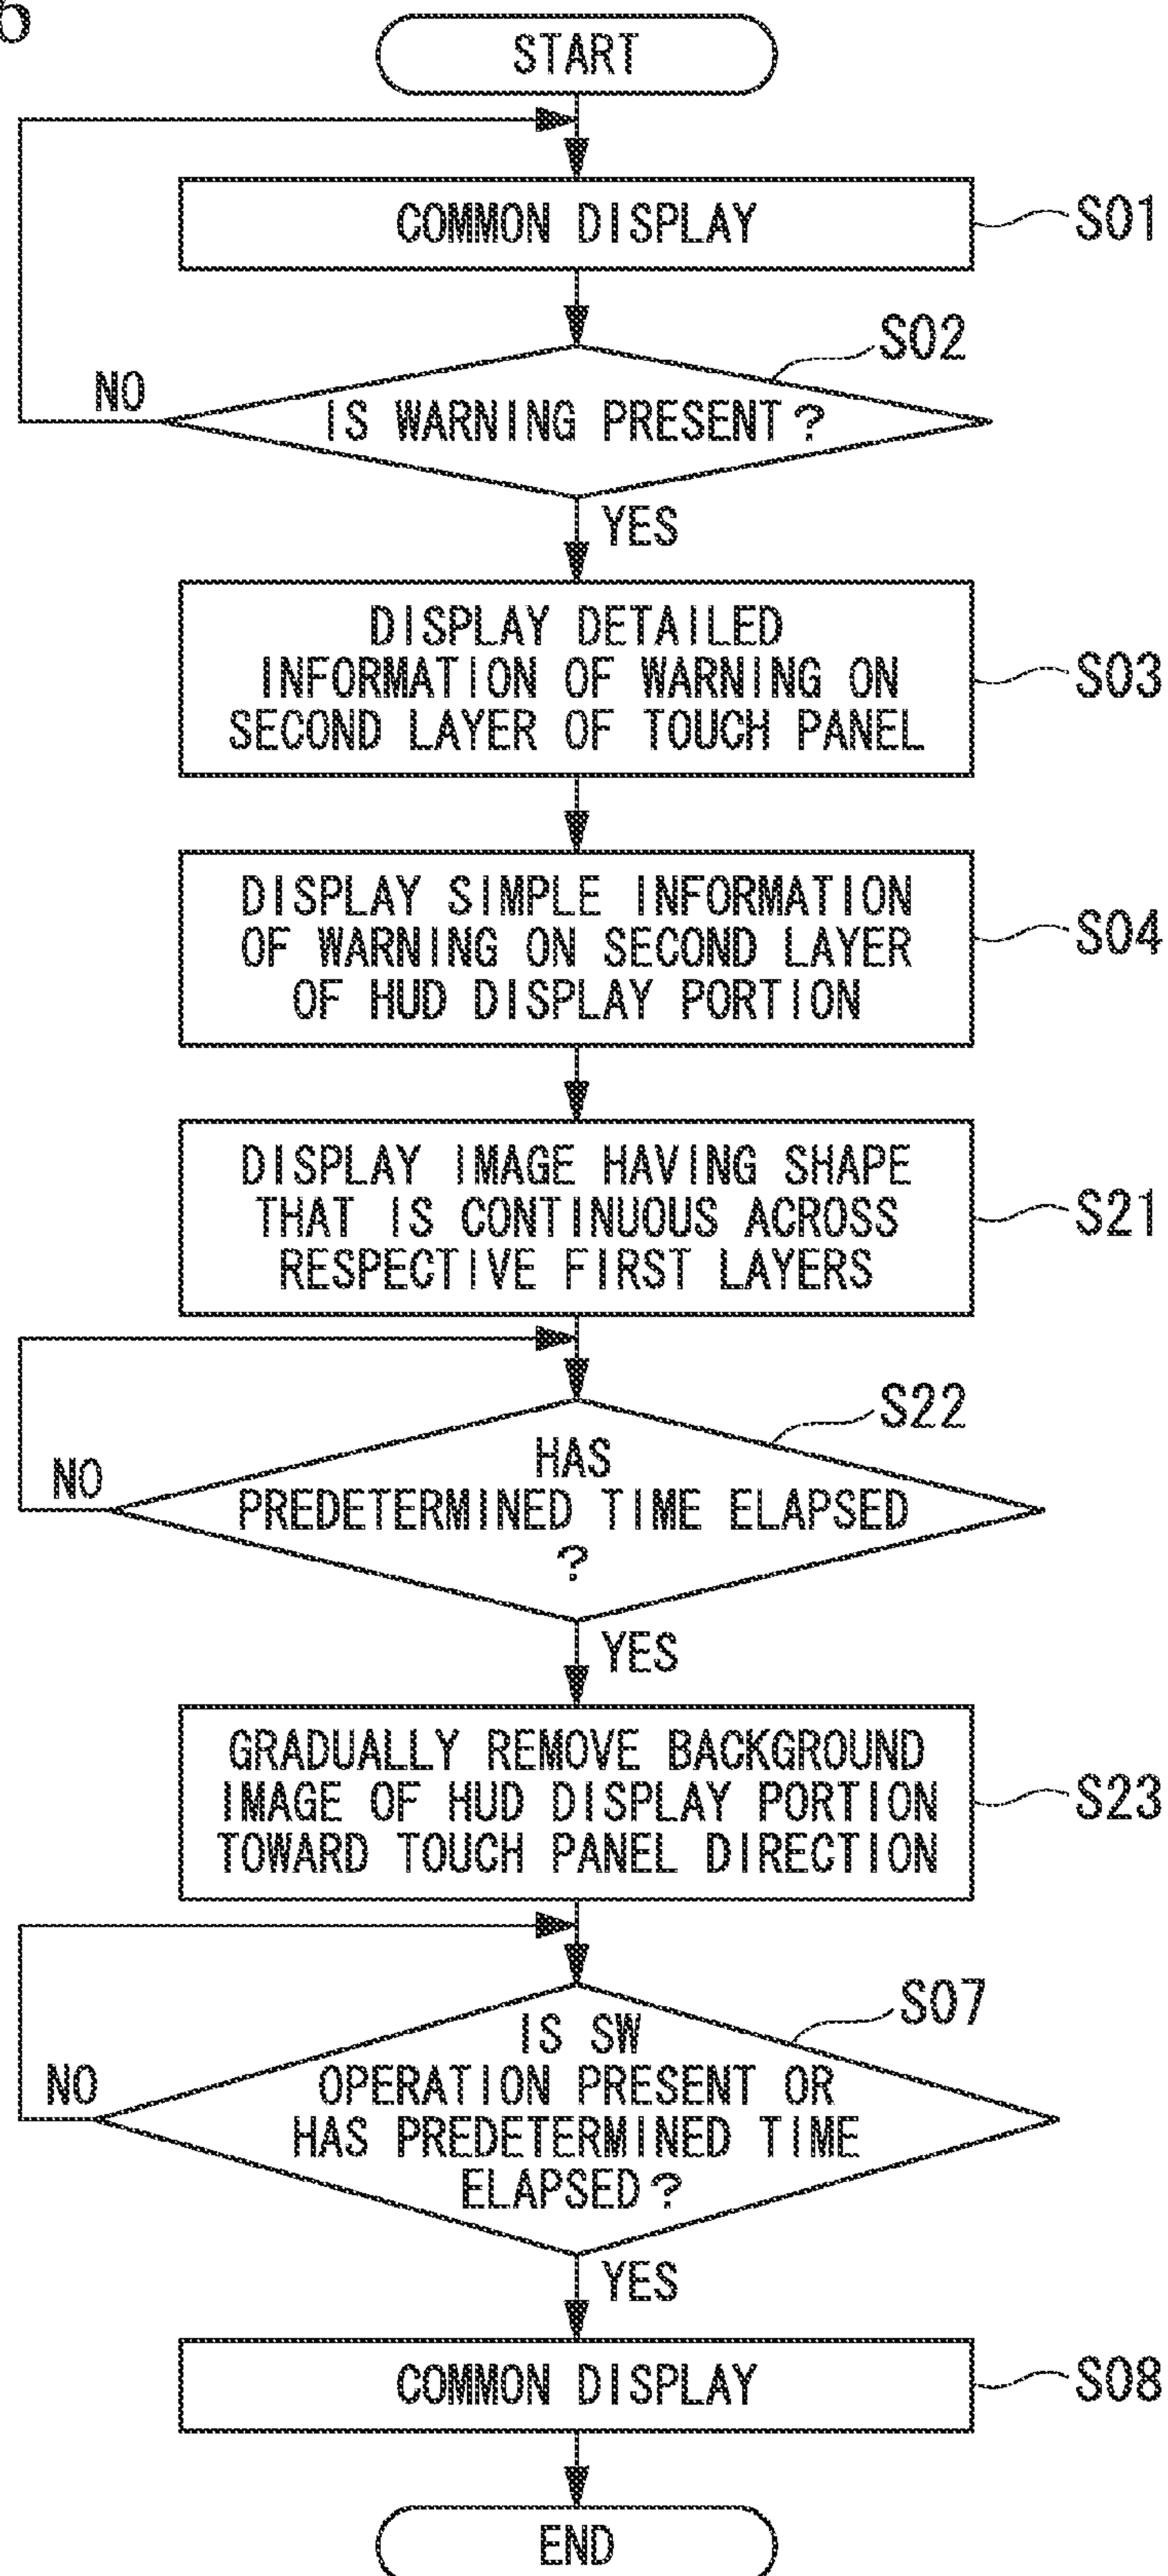 START
COMMON DISPLAY
S01
S02
NO
IS WARNING PRESENT?
YES
DISPLAY DETAILED
INFORMATION OF WARNING ON
SECOND LAYER OF TOUCH PANEL
S03
DISPLAY SIMPLE INFORMATION
OF WARNING ON SECOND LAYER
OF HUD DISPLAY PORTION
S04
DISPLAY IMAGE HAVING SHAPE
THAT IS CONTINUOUS ACROSS
RESPECTIVE FIRST LAYERS
S21
S22
NO
HAS
PREDETERMINED TIME ELAPSED
?
YES
GRADUALLY REMOVE BACKGROUND
IMAGE OF HUD DISPLAY PORTION
TOWARD TOUCH PANEL DIRECTION
S23
S07
NO
IS SW
OPERATION PRESENT OR
HAS PREDETERMINED TIME
ELAPSED?
YES
COMMON DISPLAY
S08
END